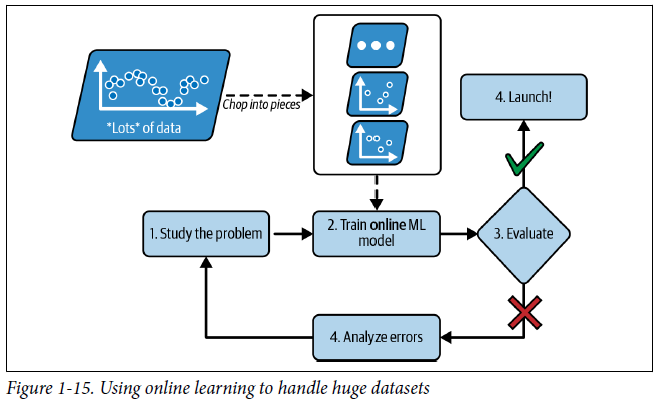 *Lots* of data
Chop into pieces
4. Launch!
1. Study the problem
2. Train online ML
model
3. Evaluate
4. Analyze errors
Figure 1-15. Using online learning to handle huge datasets